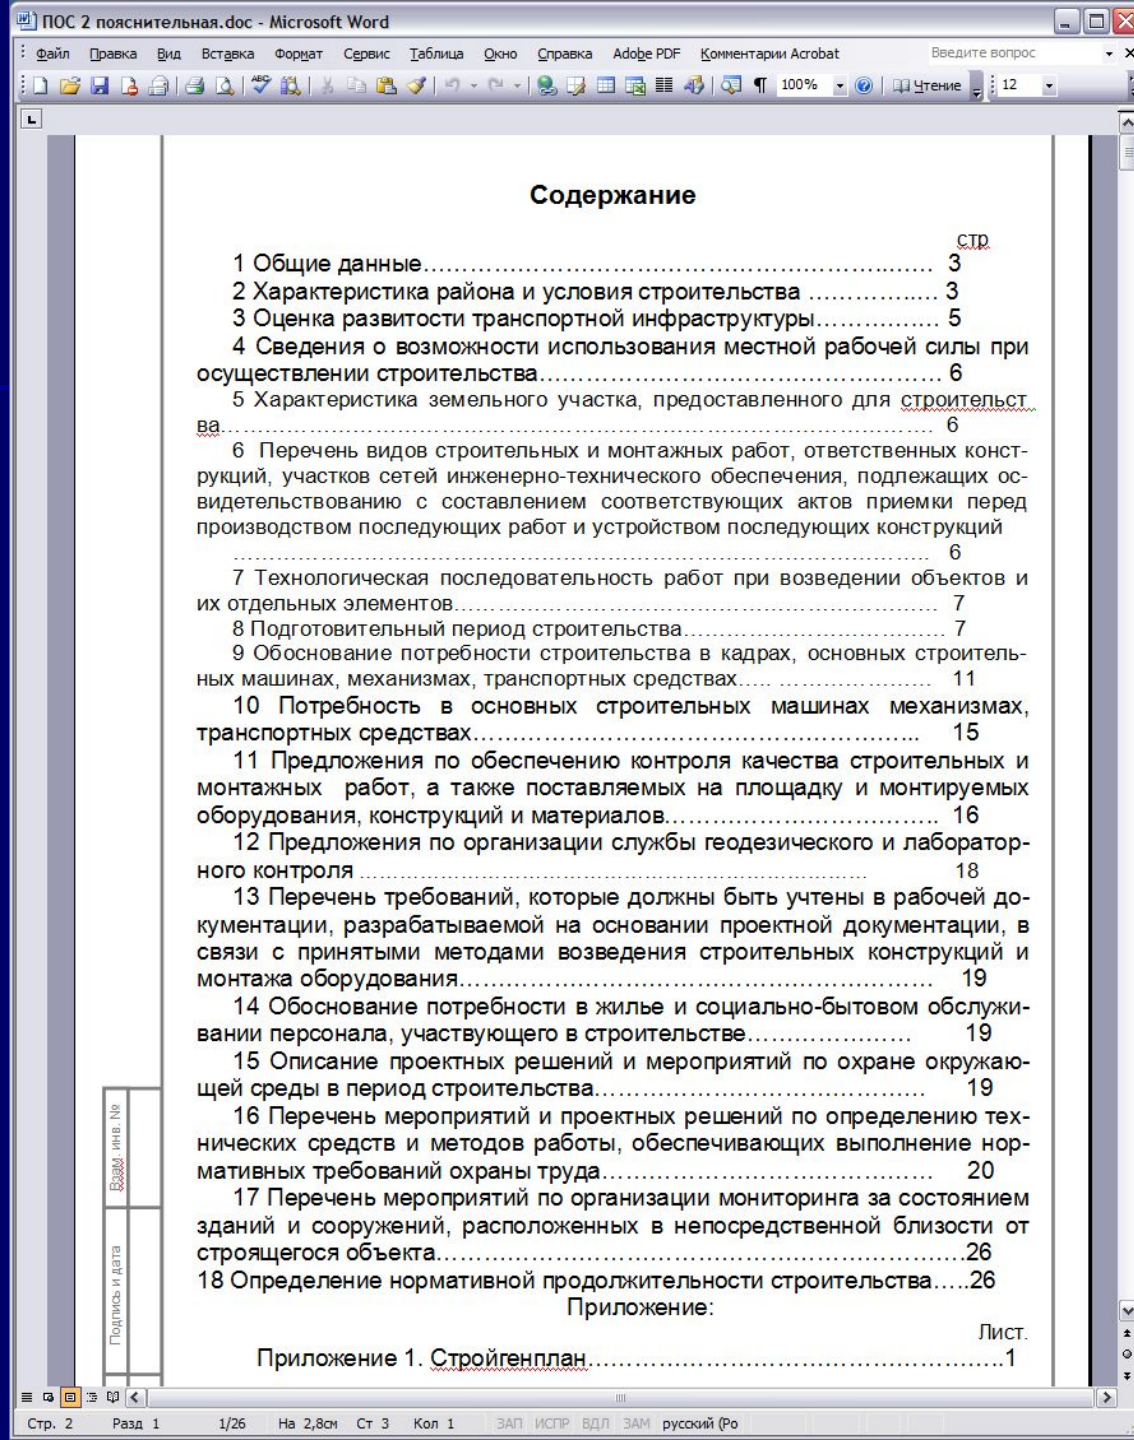 ПОС 2 пояснительная.doc - Microsoft Word
Файл Правка Вид Вставка Формат Сервис Таблица Окно Справка Adobe PDF Комментарии Acrobat Введите вопрос
100% Чтение 12
Содержание
стр
1 Общие данные…………………………………………………..…… 3
2 Характеристика района и условия строительства …………..…. 3
3 Оценка развитости транспортной инфраструктуры……………. 5
4 Сведения о возможности использования местной рабочей силы при
осуществлении строительства…………………………………………… 6
5 Характеристика земельного участка, предоставленного для строительст
ва……………………………………………………………………………… 6
6 Перечень видов строительных и монтажных работ, ответственных конст-
рукций, участков сетей инженерно-технического обеспечения, подлежащих ос-
видетельствованию с составлением соответствующих актов приемки перед
производством последующих работ и устройством последующих конструкций
…………………………………………………………………………….. 6
7 Технологическая последовательность работ при возведении объектов и
их отдельных элементов…………………………………………………… 7
8 Подготовительный период строительства…………………………… 7
9 Обоснование потребности строительства в кадрах, основных строитель-
ных машинах, механизмах, транспортных средствах….. ………………… 11
10 Потребность в основных строительных машинах механизмах,
транспортных средствах……………………………………………….. 15
11 Предложения по обеспечению контроля качества строительных и
монтажных работ, а также поставляемых на площадку и монтируемых
оборудования, конструкций и материалов…………………………….. 16
12 Предложения по организации службы геодезического и лаборатор-
ного контроля ……………………………………………………… 18
13 Перечень требований, которые должны быть учтены в рабочей до-
кументации, разрабатываемой на основании проектной документации, в
связи с принятыми методами возведения строительных конструкций и
монтажа оборудования…………………………………………………… 19
14 Обоснование потребности в жилье и социально-бытовом обслужи-
вании персонала, участвующего в строительстве………………… 19
15 Описание проектных решений и мероприятий по охране окружаю-
щей среды в период строительства…………………………………… 19
16 Перечень мероприятий и проектных решений по определению тех-
нических средств и методов работы, обеспечивающих выполнение нор-
мативных требований охраны труда…………………………………… 20
17 Перечень мероприятий по организации мониторинга за состоянием
зданий и сооружений, расположенных в непосредственной близости от
строящегося объекта………………………………………………………….26
18 Определение нормативной продолжительности строительства…..26
Приложение:
Лист.
Приложение 1. Стройгенплан……………………………………………..1
Взам. инв. №
Подпись и дата
Стр. 2 Разд 1 1/26 На 2,8см Ст 3 Кол 1 ЗАП ИСПР ВДЛ ЗАМ русский (Ро